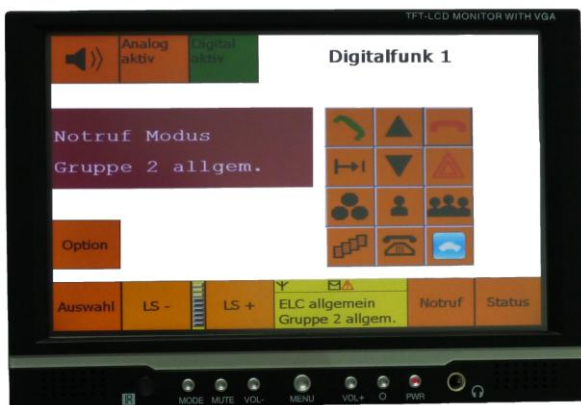 TFT-LCD MONITOR WITH VGA
Analog aktiv
Digital aktiv
Digitalfunk 1
Notruf Modus
Gruppe 2 allgem.
Option
Auswahl
LS -
LS +
ELC allgemein
Gruppe 2 allgem.
Notruf
Status
IR
MODE MUTE VOL- MENU VOL+ O PWR